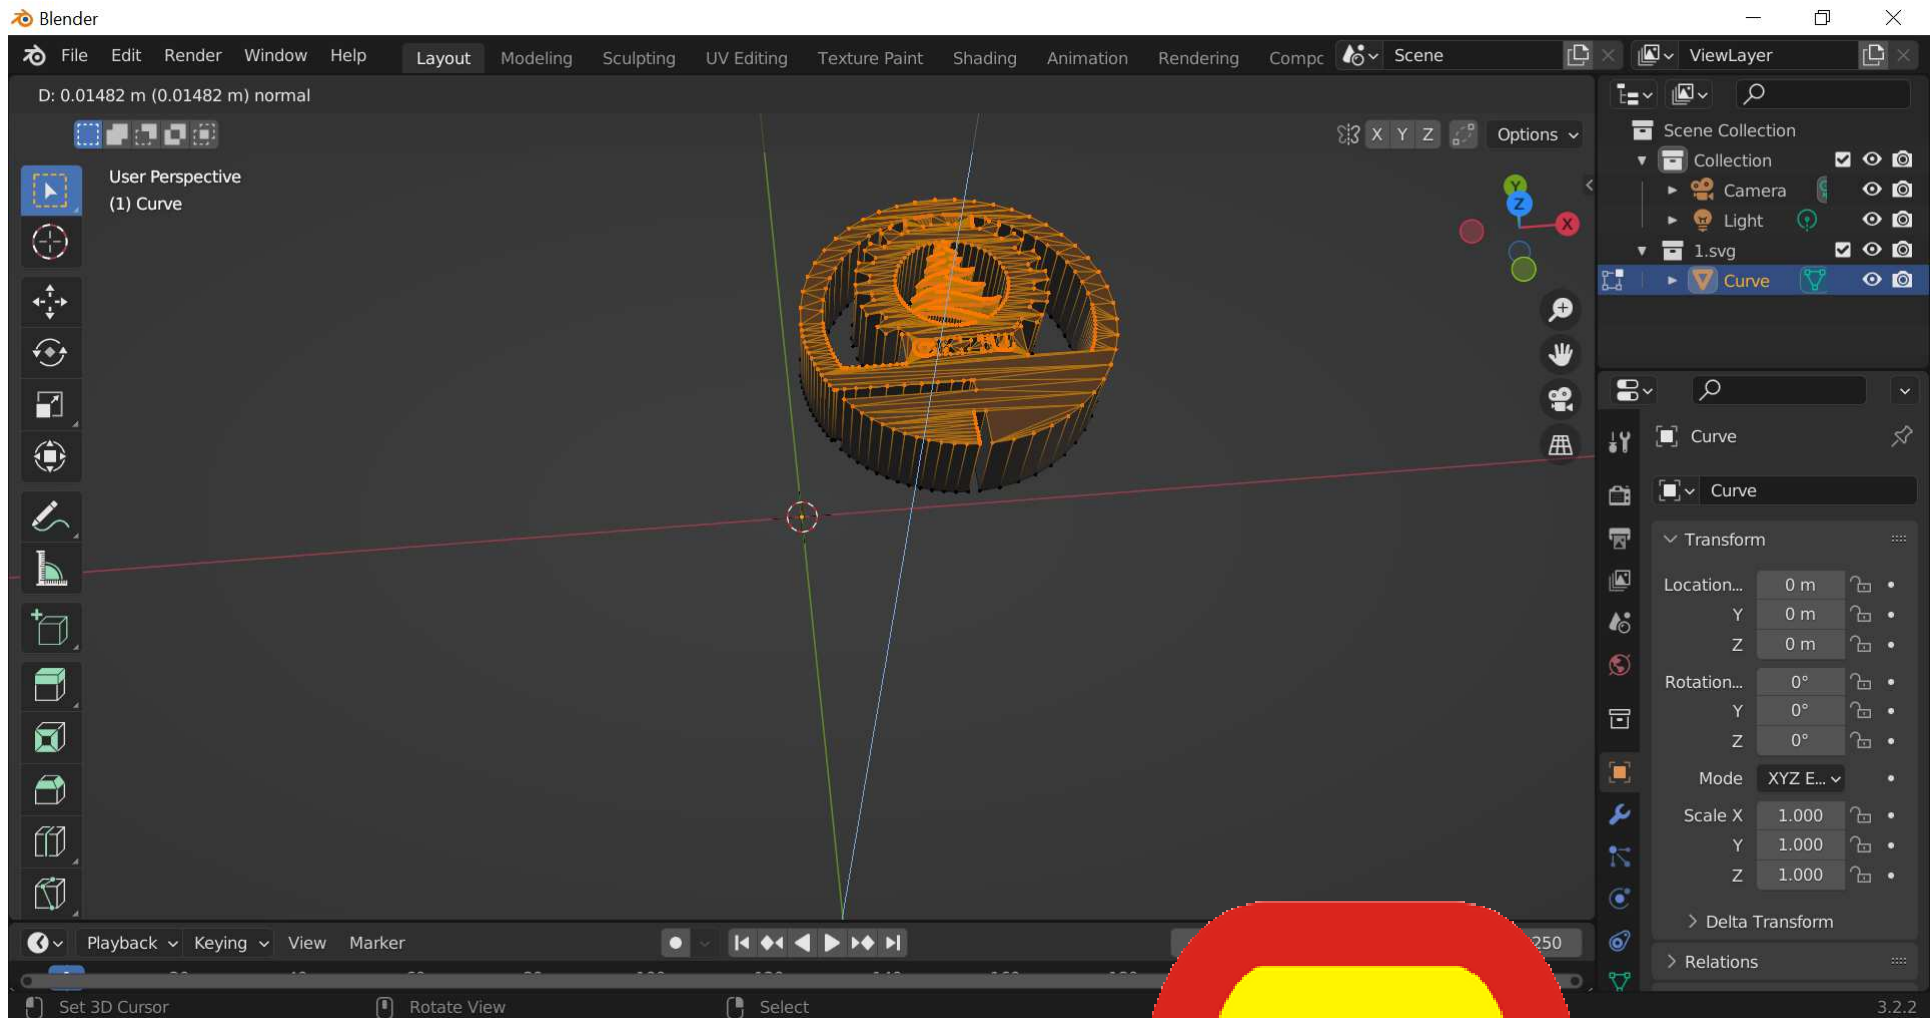 Blender
File Edit Render Window Help Layout Modeling Sculpting UV Editing Texture Paint Shading Animation Rendering Compc Scene ViewLayer
D: 0.01482 m (0.01482 m) normal
X Y Z Options
User Perspective
(1) Curve
Y
Z
X
Scene Collection
Collection
Camera
Light
1.svg
Curve
Curve
Curve
Transform
Location... 0 m
Y 0 m
Z 0 m
Rotation... 0°
Y 0°
Z 0°
Mode XYZ E...
Scale X 1.000
Y 1.000
Z 1.000
Delta Transform
Relations
Playback Keying View Marker 250
Set 3D Cursor Rotate View Select 3.2.2